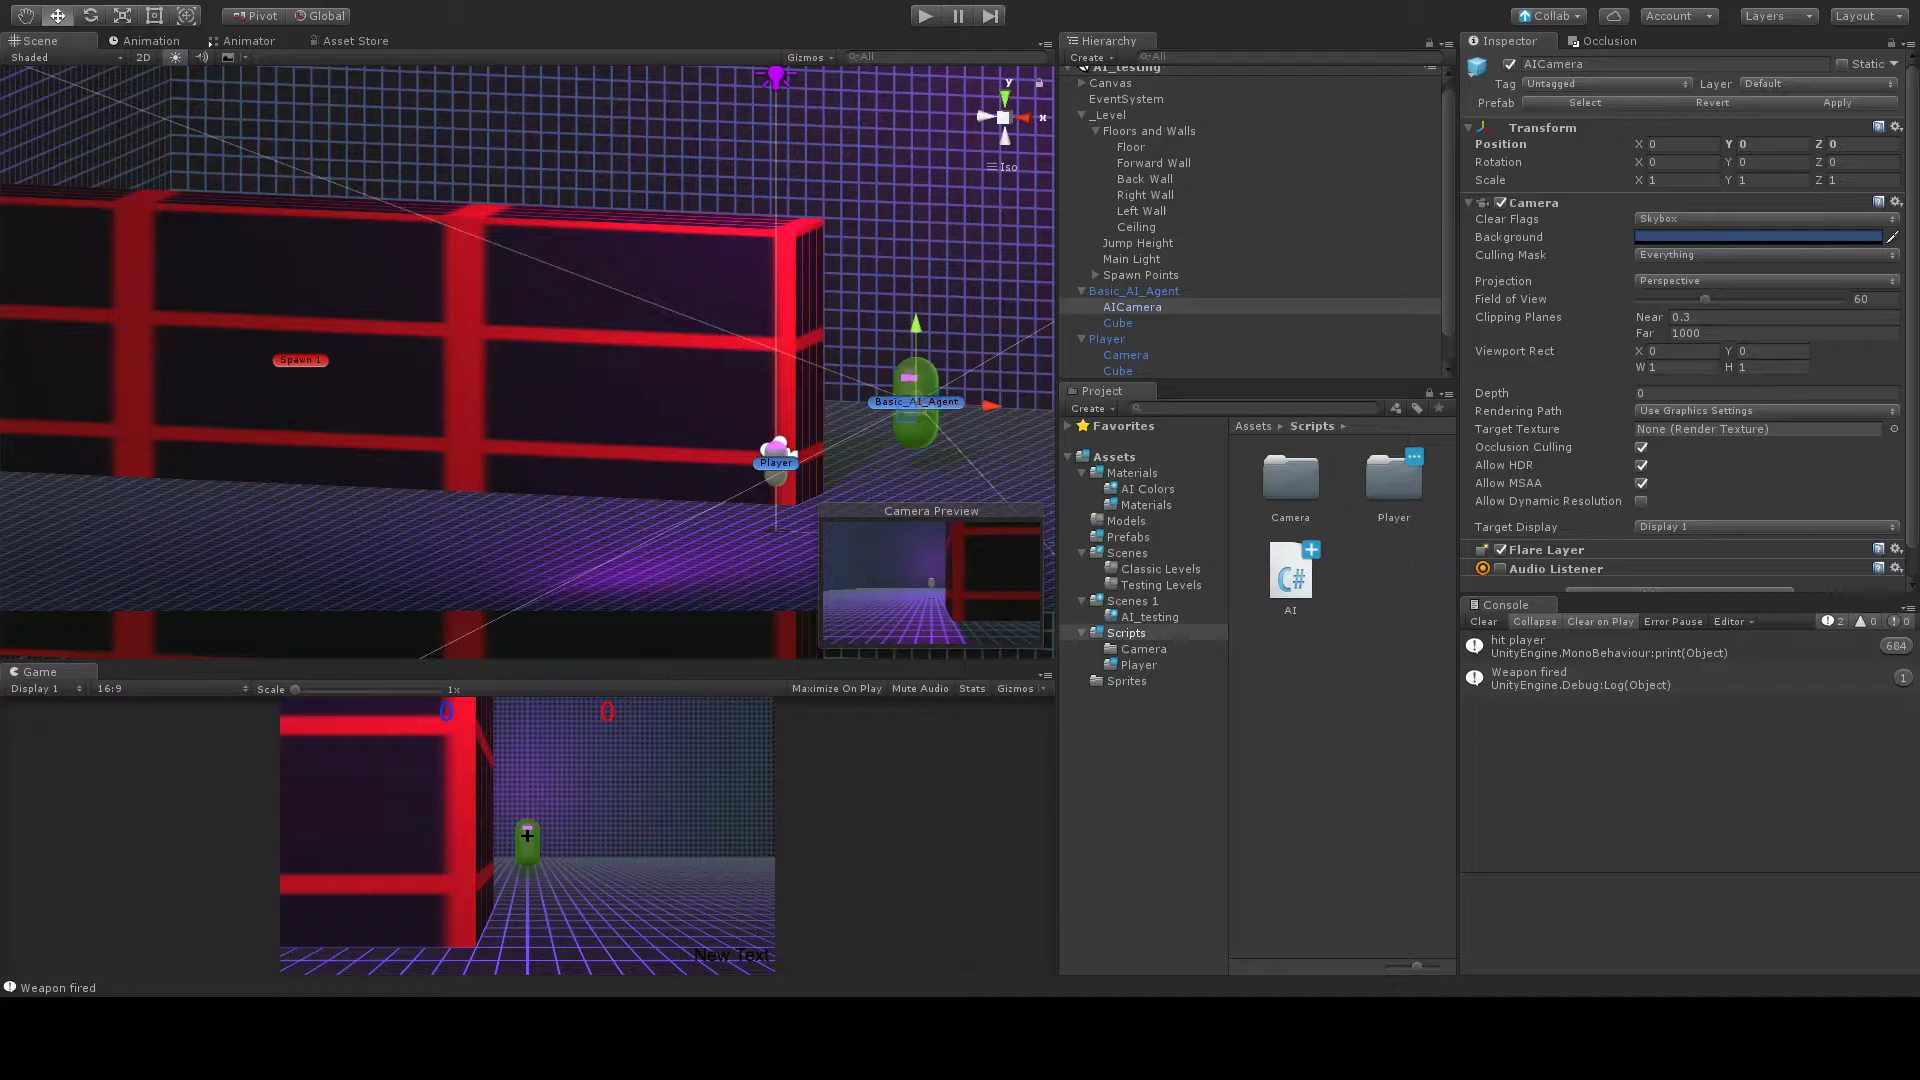 Pivot Global Collab Account Layers Layout
Scene Animation Animator Asset Store
Shaded 2D Gizmos All
y
x
Iso
Spawn 1
Basic_AI_Agent
Player
Camera Preview
Game
Display 1 16:9 Scale 1x Maximize On Play Mute Audio Stats Gizmos
0 0
New Text
Weapon fired
Hierarchy
Create All
AI_testing
Canvas
EventSystem
_Level
Floors and Walls
Floor
Forward Wall
Back Wall
Right Wall
Left Wall
Ceiling
Jump Height
Main Light
Spawn Points
Basic_AI_Agent
AICamera
Cube
Player
Camera
Cube
Project
Create
Favorites
Assets
Materials
AI Colors
Materials
Models
Prefabs
Scenes
Classic Levels
Testing Levels
Scenes 1
AI_testing
Scripts
Camera
Player
Sprites
Assets Scripts
Camera Player
C#
AI
Inspector Occlusion
AICamera Static
Tag Untagged Layer Default
Prefab Select Revert Apply
Transform
Position X 0 Y 0 Z 0
Rotation X 0 Y 0 Z 0
Scale X 1 Y 1 Z 1
Camera
Clear Flags Skybox
Background
Culling Mask Everything
Projection Perspective
Field of View 60
Clipping Planes Near 0.3
Far 1000
Viewport Rect X 0 Y 0
W 1 H 1
Depth 0
Rendering Path Use Graphics Settings
Target Texture None (Render Texture)
Occlusion Culling
Allow HDR
Allow MSAA
Allow Dynamic Resolution
Target Display Display 1
Flare Layer
Audio Listener
Console
Clear Collapse Clear on Play Error Pause Editor 2 0 0
hit player
UnityEngine.MonoBehaviour:print(Object) 684
Weapon fired
UnityEngine.Debug:Log(Object) 1